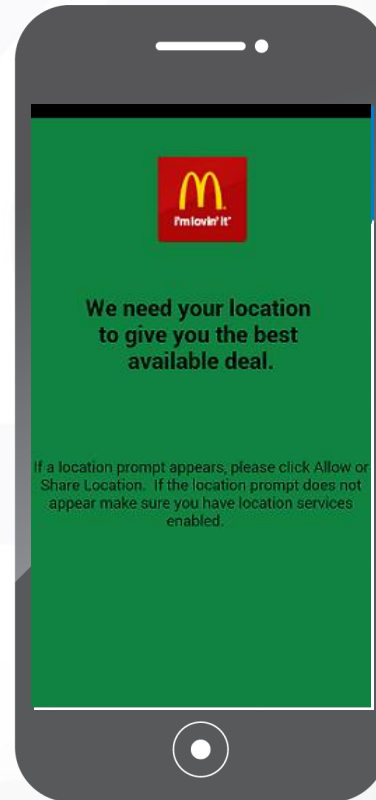 M
i'm lovin' it
We need your location
to give you the best
available deal.
If a location prompt appears, please click Allow or
Share Location. If the location prompt does not
appear make sure you have location services
enabled.